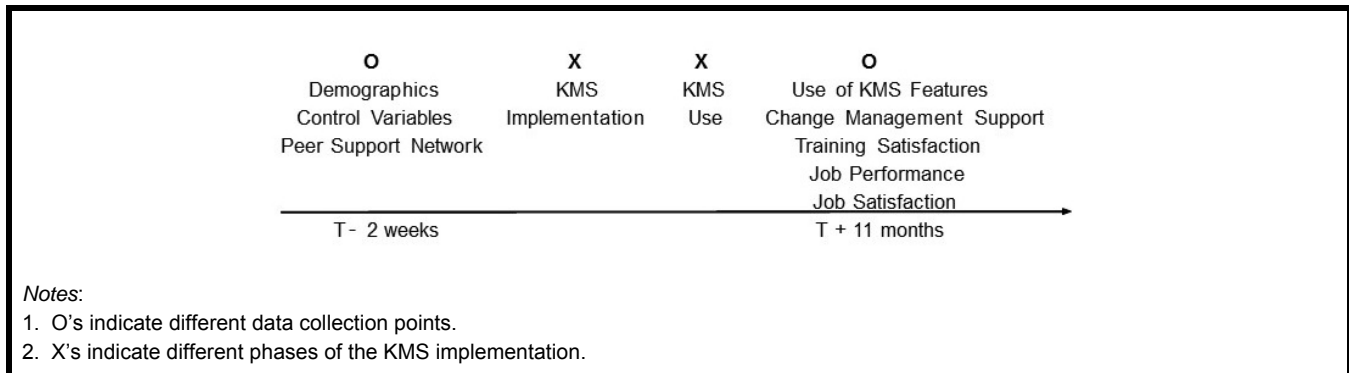 O X X O
Demographics KMS KMS Use of KMS Features
Control Variables Implementation Use Change Management Support
Peer Support Network Training Satisfaction
Job Performance
Job Satisfaction
T - 2 weeks T + 11 months
Notes:
1. O's indicate different data collection points.
2. X's indicate different phases of the KMS implementation.